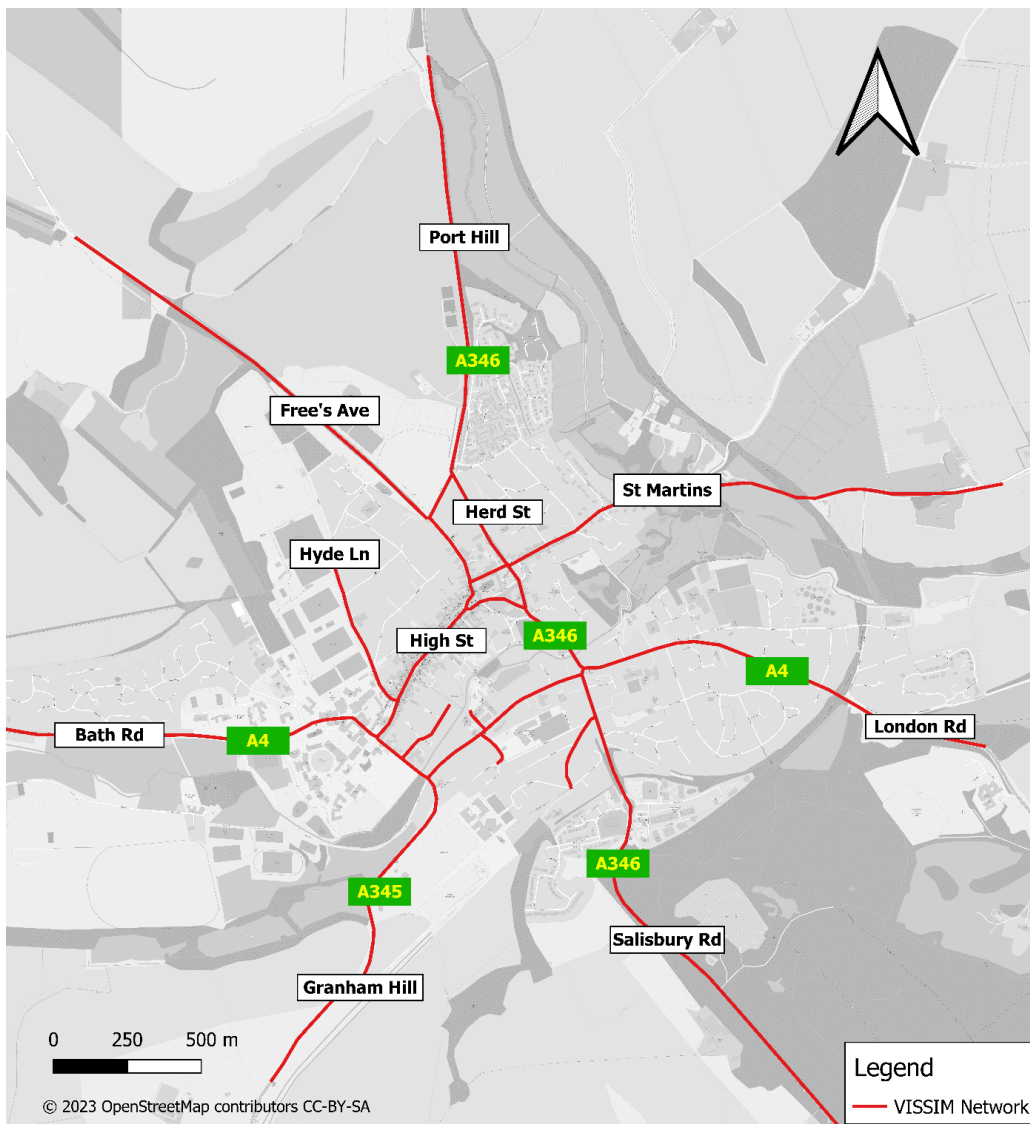 Port Hill
A346
Free's Ave
St Martins
Herd St
Hyde Ln
A346
High St
A4
London Rd
Bath Rd
A4
A346
A345
Salisbury Rd
Granham Hill
0 250 500 m
Legend
VISSIM Network
© 2023 OpenStreetMap contributors CC-BY-SA